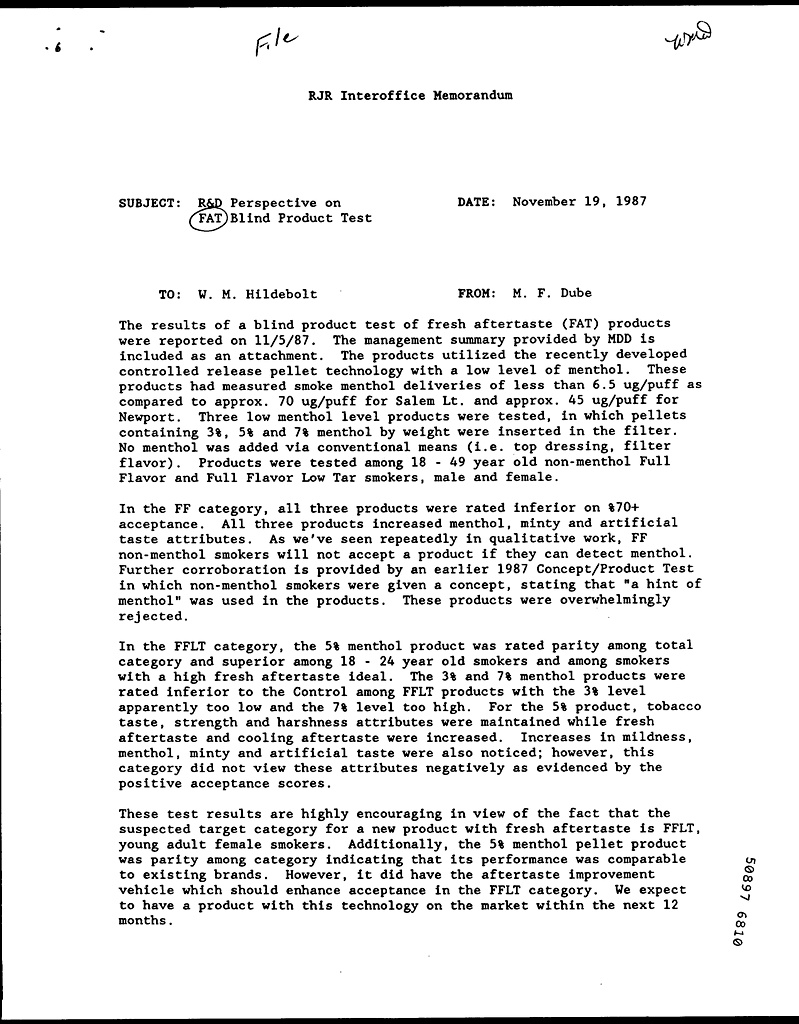 File
RJR Interoffice Memorandum
SUBJECT: R&D Perspective on DATE: November 19, 1987
FAT Blind Product Test
TO: W. M. Hildebolt FROM: M. F. Dube
The results of a blind product test of fresh aftertaste (FAT) products
were reported on 11/5/87. The management summary provided by MDD is
included as an attachment. The products utilized the recently developed
controlled release pellet technology with a low level of menthol. These
products had measured smoke menthol deliveries of less than 6.5 ug/puff as
compared to approx. 70 ug/puff for Salem Lt. and approx. 45 ug/puff for
Newport. Three low menthol level products were tested, in which pellets
containing 3%, 5% and 7% menthol by weight were inserted in the filter.
No menthol was added via conventional means (i.e. top dressing, filter
flavor). Products were tested among 18 - 49 year old non-menthol Full
Flavor and Full Flavor Low Tar smokers, male and female.
In the FF category, all three products were rated inferior on %70+
acceptance. All three products increased menthol, minty and artificial
taste attributes. As we've seen repeatedly in qualitative work, FF
non-menthol smokers will not accept a product if they can detect menthol.
Further corroboration is provided by an earlier 1987 Concept/Product Test
in which non-menthol smokers were given a concept, stating that "a hint of
menthol" was used in the products. These products were overwhelmingly
rejected.
In the FFLT category, the 5% menthol product was rated parity among total
category and superior among 18 - 24 year old smokers and among smokers
with a high fresh aftertaste ideal. The 3% and 7% menthol products were
rated inferior to the Control among FFLT products with the 3% level
apparently too low and the 7% level too high. For the 5% product, tobacco
taste, strength and harshness attributes were maintained while fresh
aftertaste and cooling aftertaste were increased. Increases in mildness,
menthol, minty and artificial taste were also noticed; however, this
category did not view these attributes negatively as evidenced by the
positive acceptance scores.
These test results are highly encouraging in view of the fact that the
suspected target category for a new product with fresh aftertaste is FFLT,
young adult female smokers. Additionally, the 5% menthol pellet product
was parity among category indicating that its performance was comparable
to existing brands. However, it did have the aftertaste improvement
vehicle which should enhance acceptance in the FFLT category. We expect
to have a product with this technology on the market within the next 12
months.
50897 6810